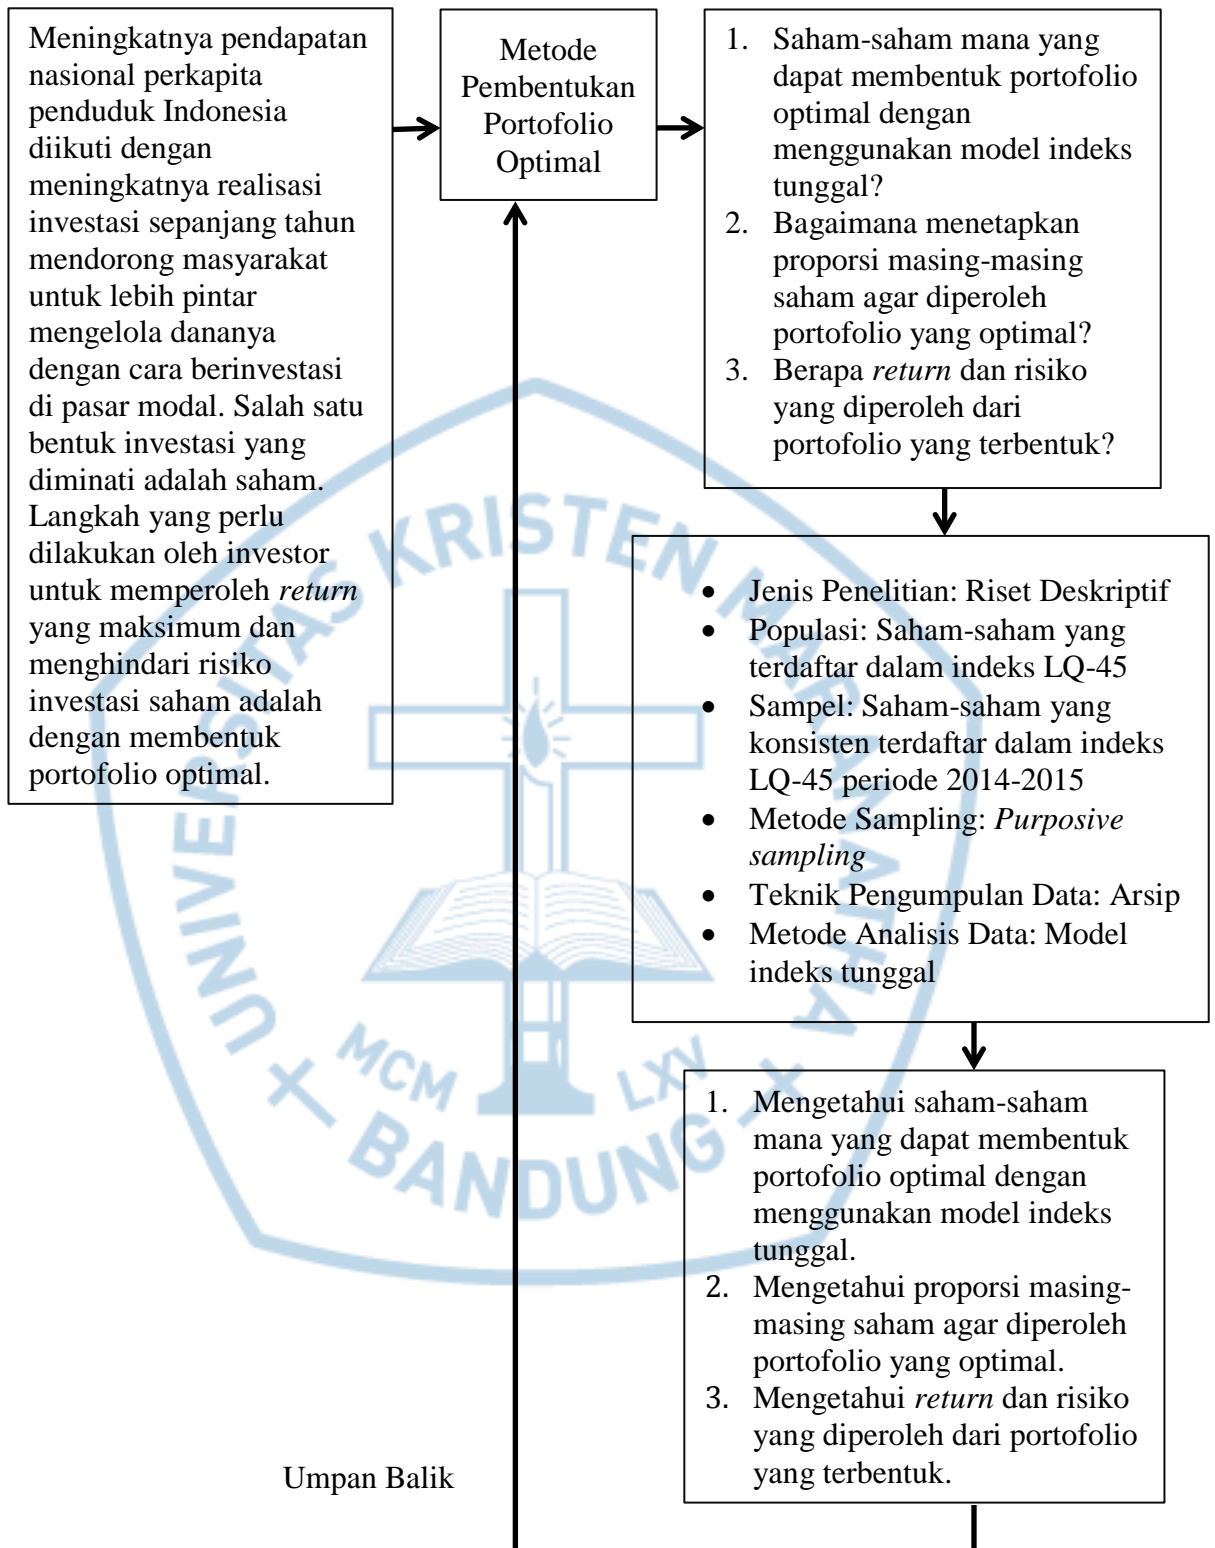 Meningkatnya pendapatan
nasional perkapita
penduduk Indonesia
diikuti dengan
meningkatnya realisasi
investasi sepanjang tahun
mendorong masyarakat
untuk lebih pintar
mengelola dananya
dengan cara berinvestasi
di pasar modal. Salah satu
bentuk investasi yang
diminati adalah saham.
Langkah yang perlu
dilakukan oleh investor
untuk memperoleh return
yang maksimum dan
menghindari risiko
investasi saham adalah
dengan membentuk
portofolio optimal.
Metode
Pembentukan
Portofolio
Optimal
1. Saham-saham mana yang
dapat membentuk portofolio
optimal dengan
menggunakan model indeks
tunggal?
2. Bagaimana menetapkan
proporsi masing-masing
saham agar diperoleh
portofolio yang optimal?
3. Berapa return dan risiko
yang diperoleh dari
portofolio yang terbentuk?
• Jenis Penelitian: Riset Deskriptif
• Populasi: Saham-saham yang
terdaftar dalam indeks LQ-45
• Sampel: Saham-saham yang
konsisten terdaftar dalam indeks
LQ-45 periode 2014-2015
• Metode Sampling: Purposive
sampling
• Teknik Pengumpulan Data: Arsip
• Metode Analisis Data: Model
indeks tunggal
1. Mengetahui saham-saham
mana yang dapat membentuk
portofolio optimal dengan
menggunakan model indeks
tunggal.
2. Mengetahui proporsi masing-
masing saham agar diperoleh
portofolio yang optimal.
3. Mengetahui return dan risiko
yang diperoleh dari portofolio
yang terbentuk.
Umpan Balik
UNIVERSITAS KRISTEN MARANATHA
MCM LXV
BANDUNG